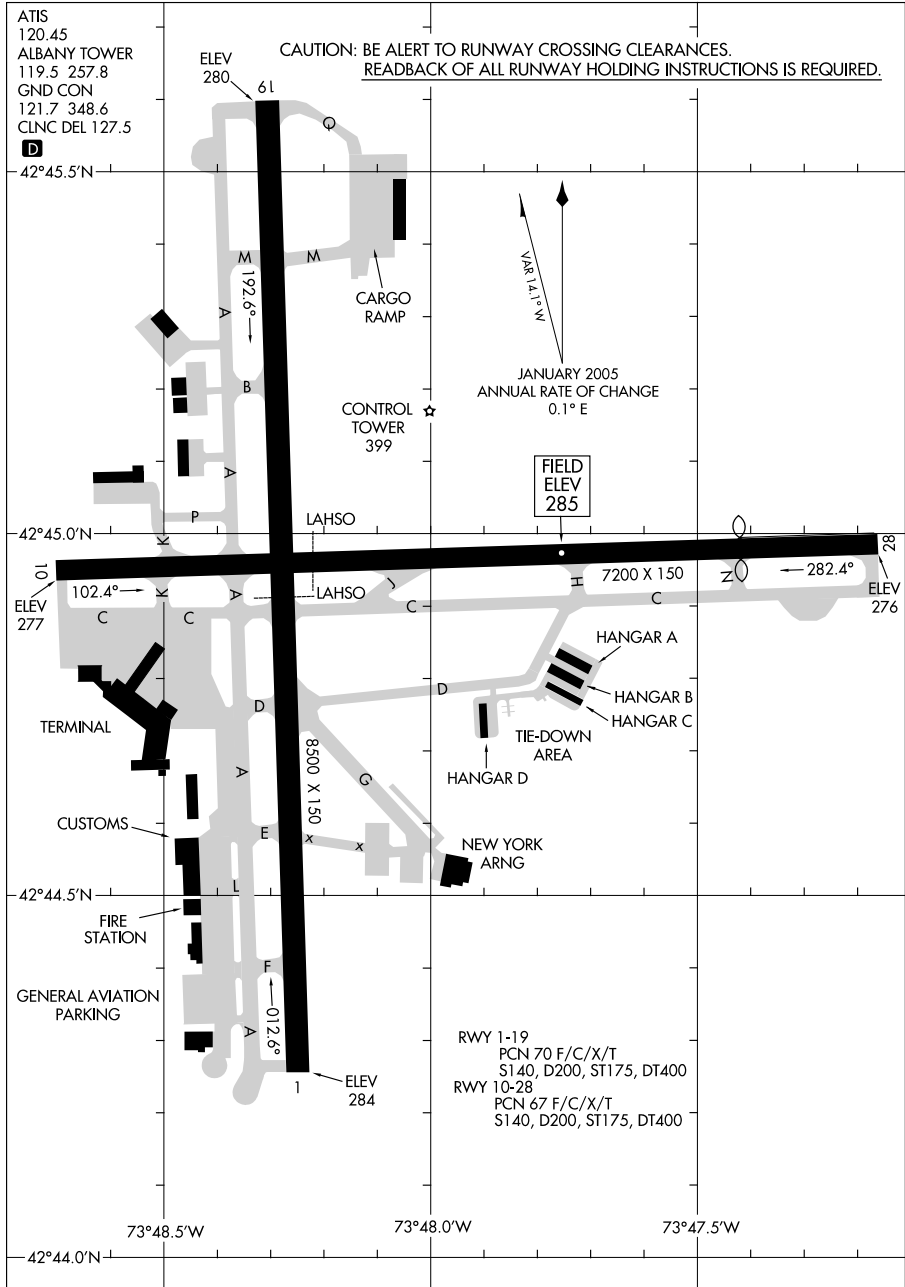 ATIS
120.45
ALBANY TOWER
119.5 257.8
GND CON
121.7 348.6
CLNC DEL 127.5
D
CAUTION: BE ALERT TO RUNWAY CROSSING CLEARANCES.
READBACK OF ALL RUNWAY HOLDING INSTRUCTIONS IS REQUIRED.
ELEV
280
19
Q
42°45.5'N
M
M
192.6°
A
CARGO
RAMP
VAR 14.1° W
JANUARY 2005
ANNUAL RATE OF CHANGE
0.1° E
B
CONTROL
TOWER
399
A
FIELD
ELEV
285
P
LAHSO
42°45.0'N
K
10
28
102.4°
K
A
LAHSO
J
H
7200 X 150
N
282.4°
ELEV
277
ELEV
276
C
C
C
C
HANGAR A
HANGAR B
HANGAR C
D
D
TERMINAL
TIE-DOWN
AREA
HANGAR D
A
8500 X 150
G
CUSTOMS
E
X
X
NEW YORK
ARNG
L
42°44.5'N
FIRE
STATION
F
GENERAL AVIATION
PARKING
012.6°
A
RWY 1-19
PCN 70 F/C/X/T
S140, D200, ST175, DT400
RWY 10-28
PCN 67 F/C/X/T
S140, D200, ST175, DT400
1
ELEV
284
73°48.5'W
73°48.0'W
73°47.5'W
42°44.0'N